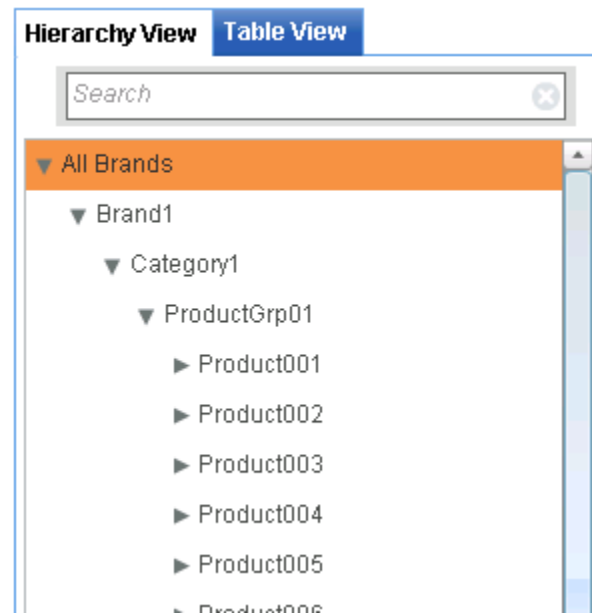 Hierarchy View Table View
Search
All Brands
Brand1
Category1
ProductGrp01
Product001
Product002
Product003
Product004
Product005